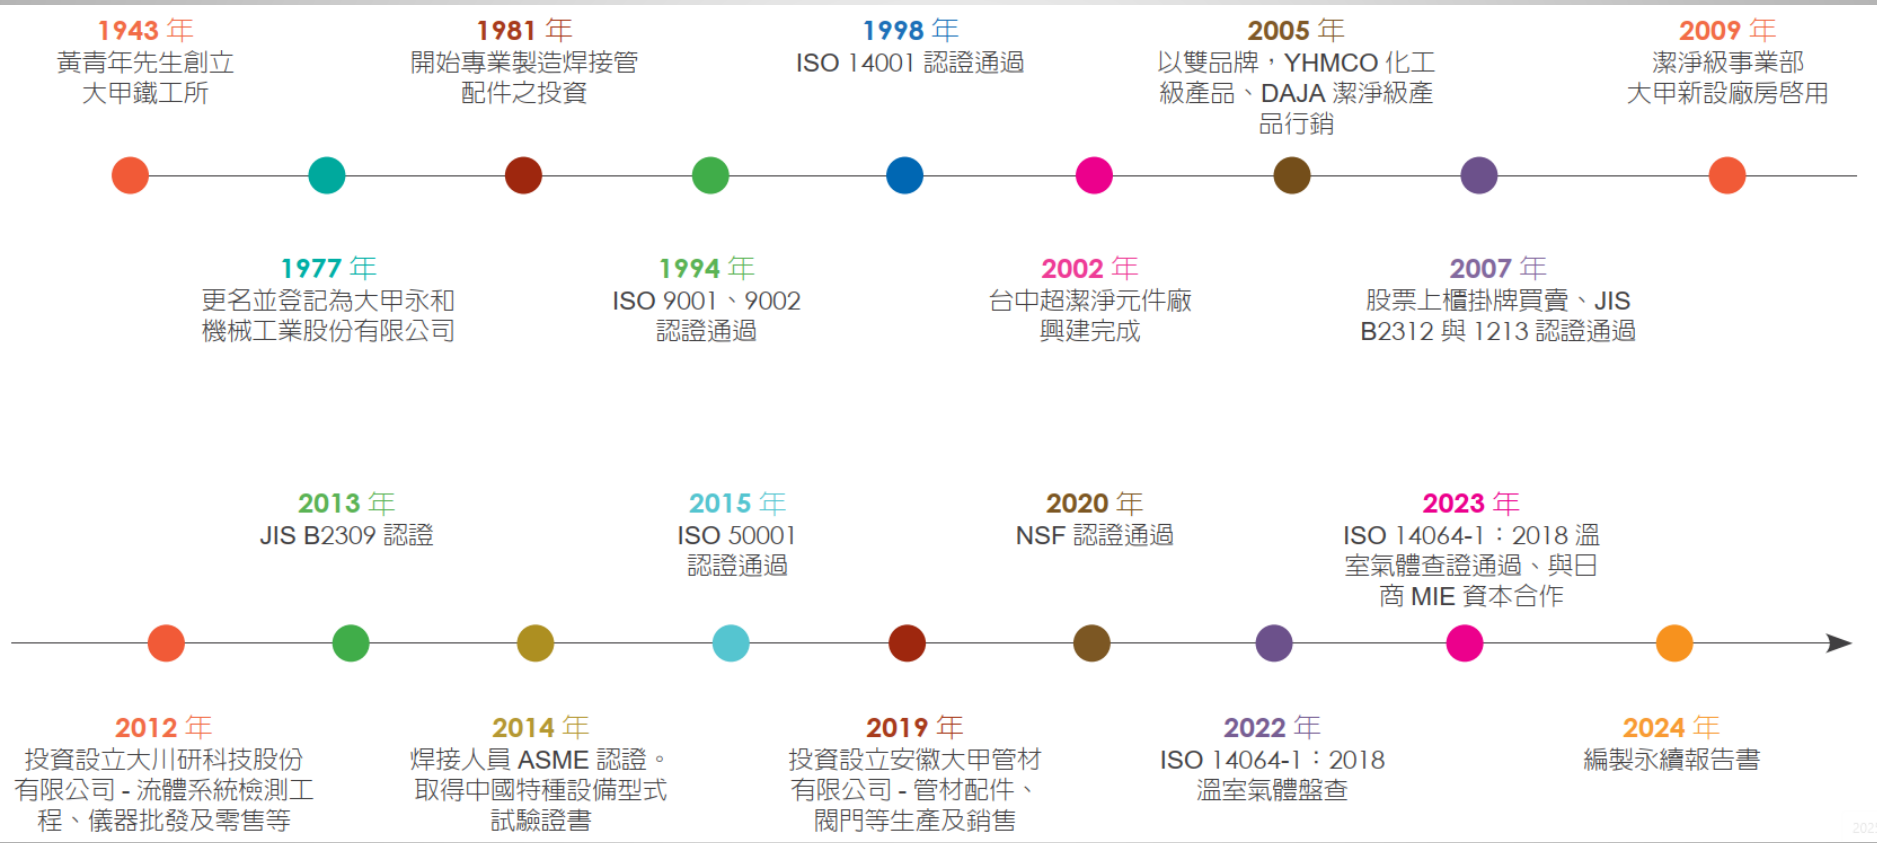 1943 年
黃青年先生創立
大甲鐵工所
1981 年
開始專業製造焊接管
配件之投資
1998 年
ISO 14001 認證通過
2005 年
以雙品牌，YHMCO 化工
級產品、DAJA 潔淨級產
品行銷
2009 年
潔淨級事業部
大甲新設廠房啓用
1977 年
更名並登記為大甲永和
機械工業股份有限公司
1994 年
ISO 9001、9002
認證通過
2002 年
台中超潔淨元件廠
興建完成
2007 年
股票上櫃掛牌買賣、JIS
B2312 與 1213 認證通過
2013 年
JIS B2309 認證
2015 年
ISO 50001
認證通過
2020 年
NSF 認證通過
2023 年
ISO 14064-1：2018 溫
室氣體查證通過、與日
商 MIE 資本合作
2012 年
投資設立大川研科技股份
有限公司 - 流體系統檢測工
程、儀器批發及零售等
2014 年
焊接人員 ASME 認證。
取得中國特種設備型式
試驗證書
2019 年
投資設立安徽大甲管材
有限公司 - 管材配件、
閥門等生產及銷售
2022 年
ISO 14064-1：2018
溫室氣體盤查
2024 年
編製永續報告書